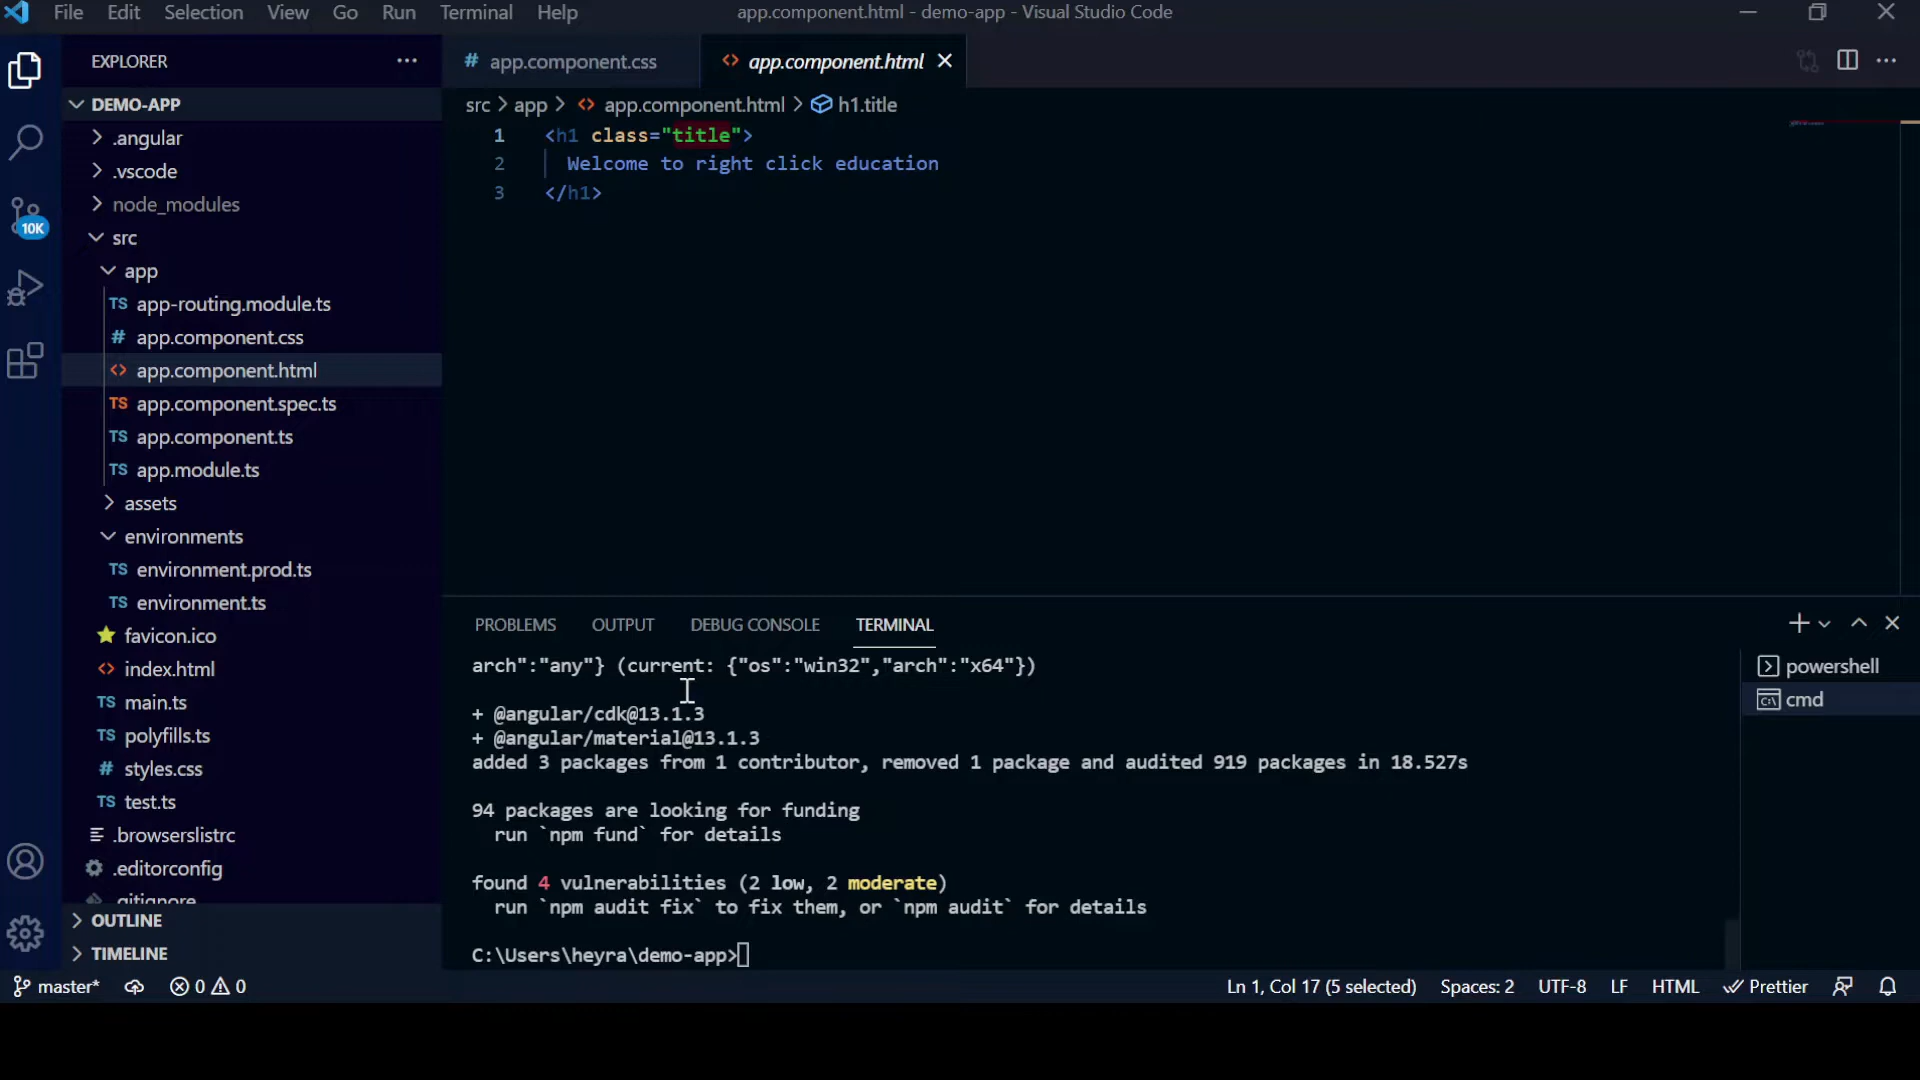 File Edit Selection View Go Run Terminal Help
app.component.html - demo-app - Visual Studio Code
EXPLORER
DEMO-APP
.angular
.vscode
node_modules
src
app
TS app-routing.module.ts
# app.component.css
<> app.component.html
TS app.component.spec.ts
TS app.component.ts
TS app.module.ts
assets
environments
TS environment.prod.ts
TS environment.ts
favicon.ico
<> index.html
TS main.ts
TS polyfills.ts
# styles.css
TS test.ts
.browserslistrc
.editorconfig
.gitignore
OUTLINE
TIMELINE
10K
# app.component.css
<> app.component.html
src > app > <> app.component.html > h1.title
1 <h1 class="title">
2 Welcome to right click education
3 </h1>
PROBLEMS OUTPUT DEBUG CONSOLE TERMINAL
arch":"any"} (current: {"os":"win32","arch":"x64"})
+ @angular/cdk@13.1.3
+ @angular/material@13.1.3
added 3 packages from 1 contributor, removed 1 package and audited 919 packages in 18.527s
94 packages are looking for funding
run `npm fund` for details
found 4 vulnerabilities (2 low, 2 moderate)
run `npm audit fix` to fix them, or `npm audit` for details
C:\Users\heyra\demo-app>
powershell
cmd
master* 0 0 Ln 1, Col 17 (5 selected) Spaces: 2 UTF-8 LF HTML Prettier